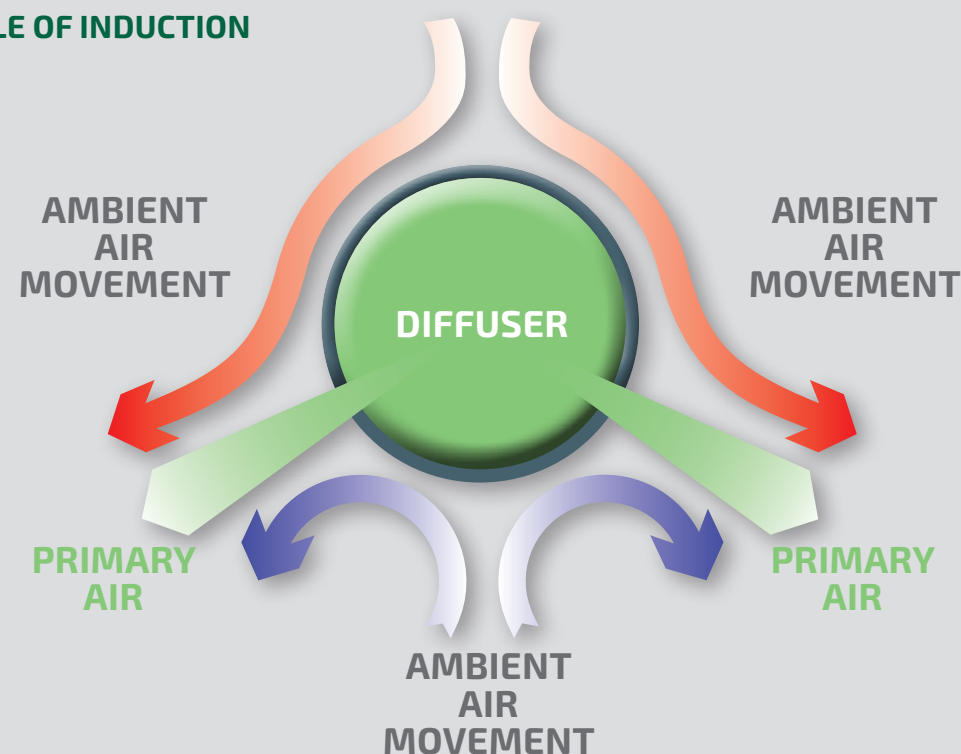 LE OF INDUCTION
AMBIENT
AIR
MOVEMENT
AMBIENT
AIR
MOVEMENT
DIFFUSER
PRIMARY
AIR
PRIMARY
AIR
AMBIENT
AIR
MOVEMENT